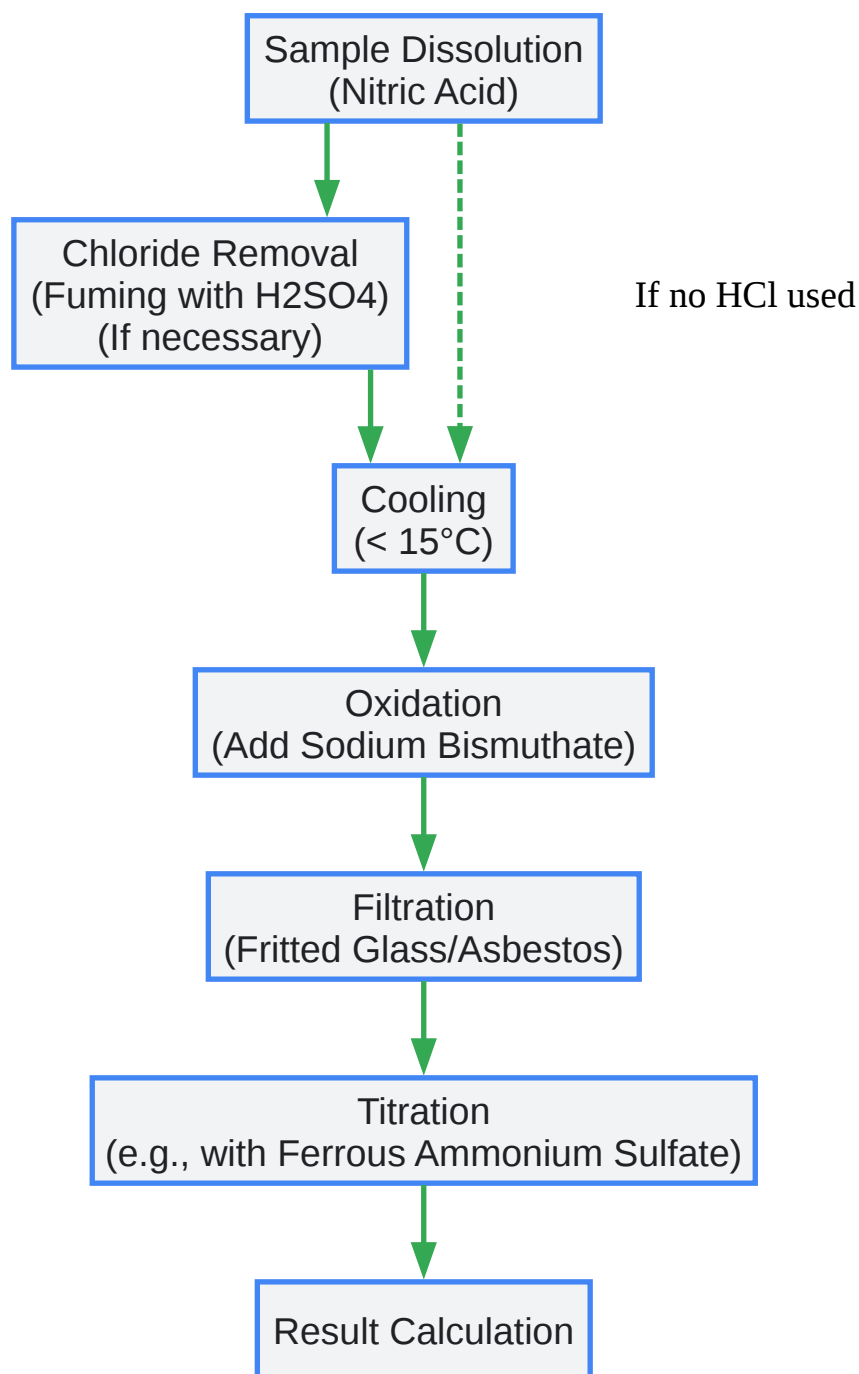 Sample Dissolution
(Nitric Acid)
Chloride Removal
(Fuming with H2SO4)
(If necessary)
If no HCl used
Cooling
(< 15°C)
Oxidation
(Add Sodium Bismuthate)
Filtration
(Fritted Glass/Asbestos)
Titration
(e.g., with Ferrous Ammonium Sulfate)
Result Calculation